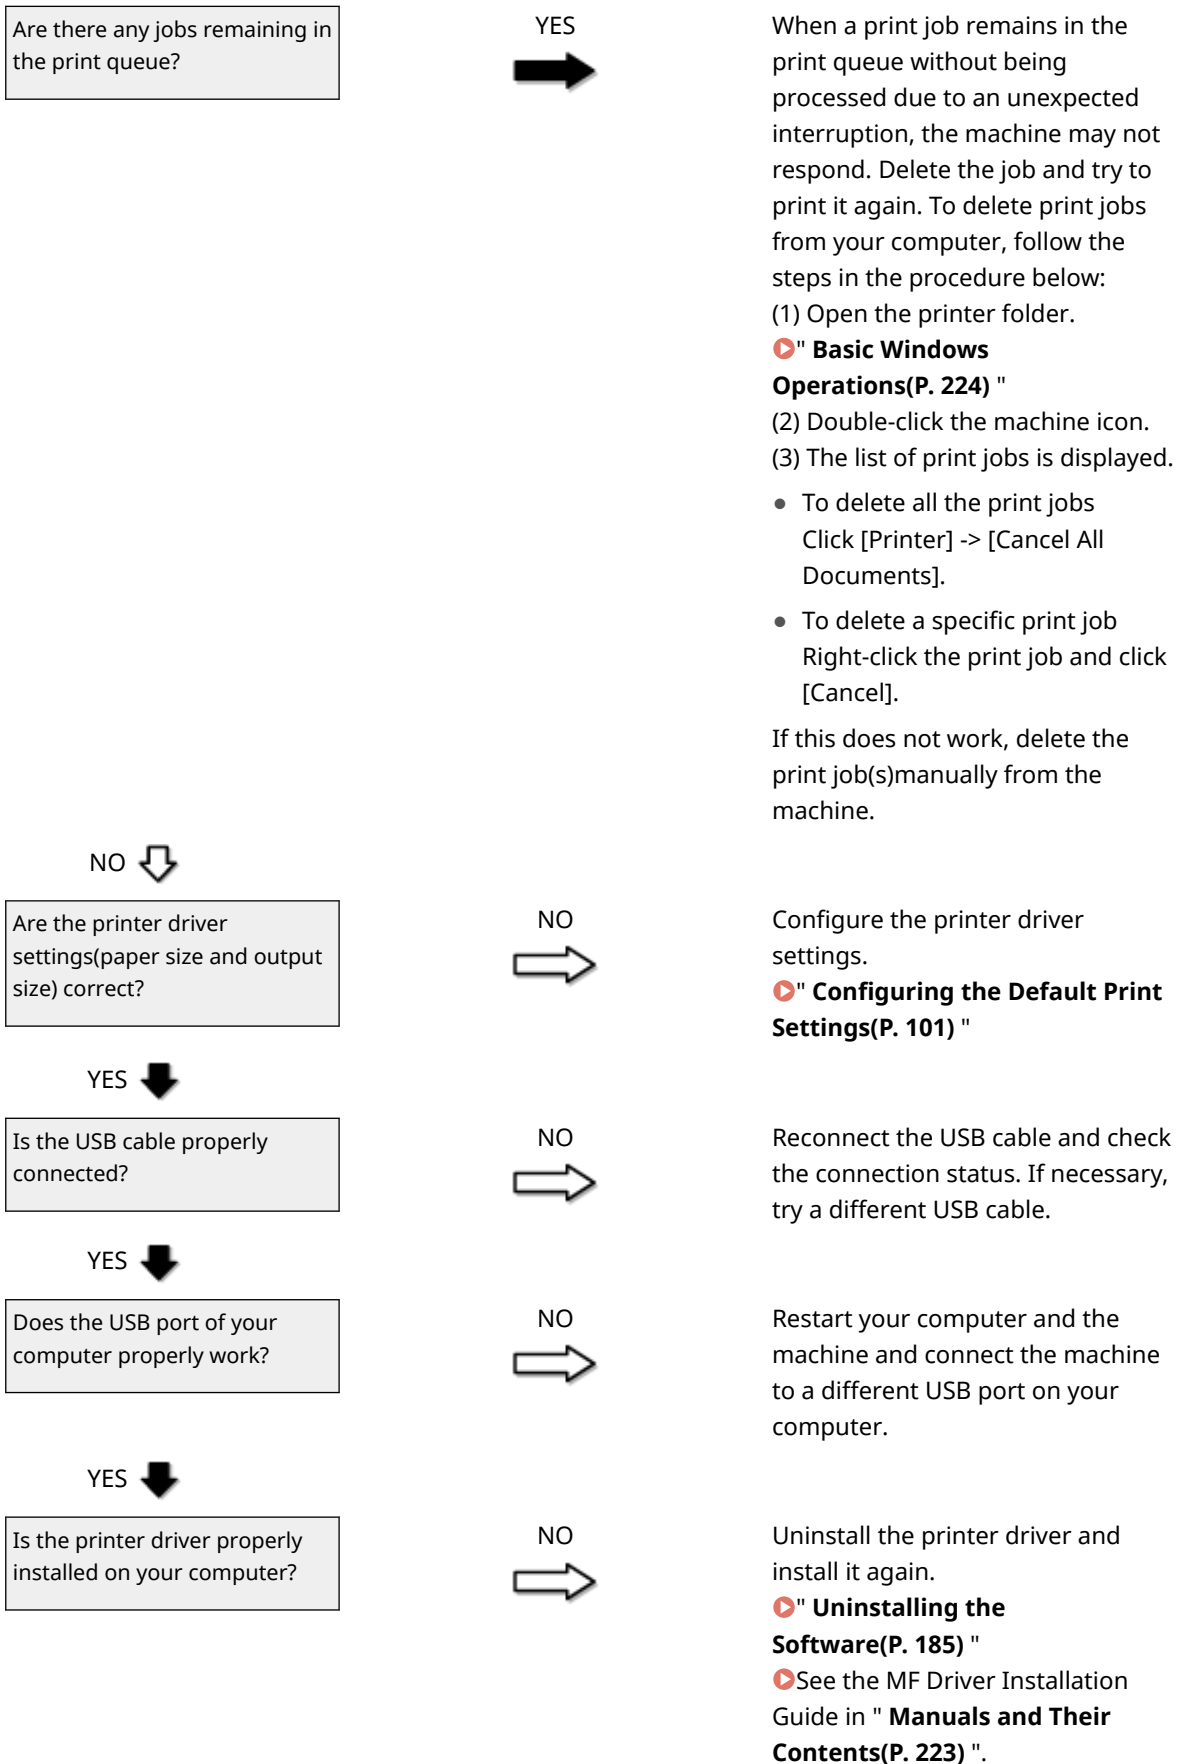 Are there any jobs remaining in
the print queue?
YES
When a print job remains in the
print queue without being
processed due to an unexpected
interruption, the machine may not
respond. Delete the job and try to
print it again. To delete print jobs
from your computer, follow the
steps in the procedure below:
(1) Open the printer folder.
" Basic Windows
Operations(P. 224) "
(2) Double-click the machine icon.
(3) The list of print jobs is displayed.
● To delete all the print jobs
Click [Printer] -> [Cancel All
Documents].
● To delete a specific print job
Right-click the print job and click
[Cancel].
If this does not work, delete the
print job(s)manually from the
machine.
NO
Are the printer driver
settings(paper size and output
size) correct?
NO
Configure the printer driver
settings.
" Configuring the Default Print
Settings(P. 101) "
YES
Is the USB cable properly
connected?
NO
Reconnect the USB cable and check
the connection status. If necessary,
try a different USB cable.
YES
Does the USB port of your
computer properly work?
NO
Restart your computer and the
machine and connect the machine
to a different USB port on your
computer.
YES
Is the printer driver properly
installed on your computer?
NO
Uninstall the printer driver and
install it again.
" Uninstalling the
Software(P. 185) "
See the MF Driver Installation
Guide in " Manuals and Their
Contents(P. 223) ".